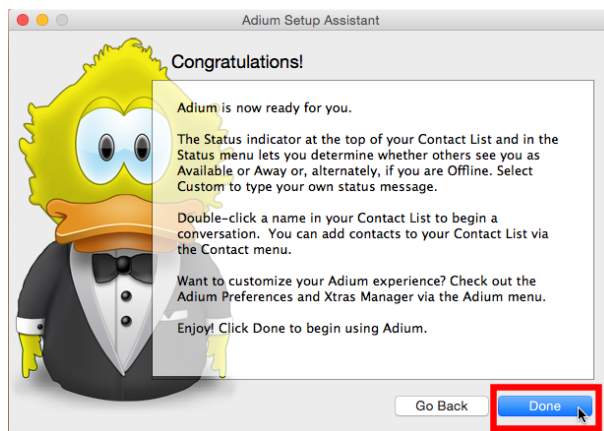 Adium Setup Assistant
Congratulations!
Adium is now ready for you.
The Status indicator at the top of your Contact List and in the
Status menu lets you determine whether others see you as
Available or Away or, alternately, if you are Offline. Select
Custom to type your own status message.
Double-click a name in your Contact List to begin a
conversation.  You can add contacts to your Contact List via
the Contact menu.
Want to customize your Adium experience? Check out the
Adium Preferences and Xtras Manager via the Adium menu.
Enjoy! Click Done to begin using Adium.
Go Back
Done